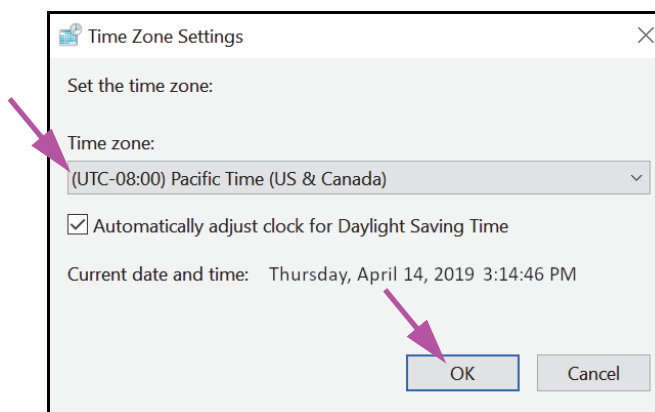 Time Zone Settings
Set the time zone:
Time zone:
(UTC-08:00) Pacific Time (US & Canada)
Automatically adjust clock for Daylight Saving Time
Current date and time: Thursday, April 14, 2019 3:14:46 PM
OK Cancel